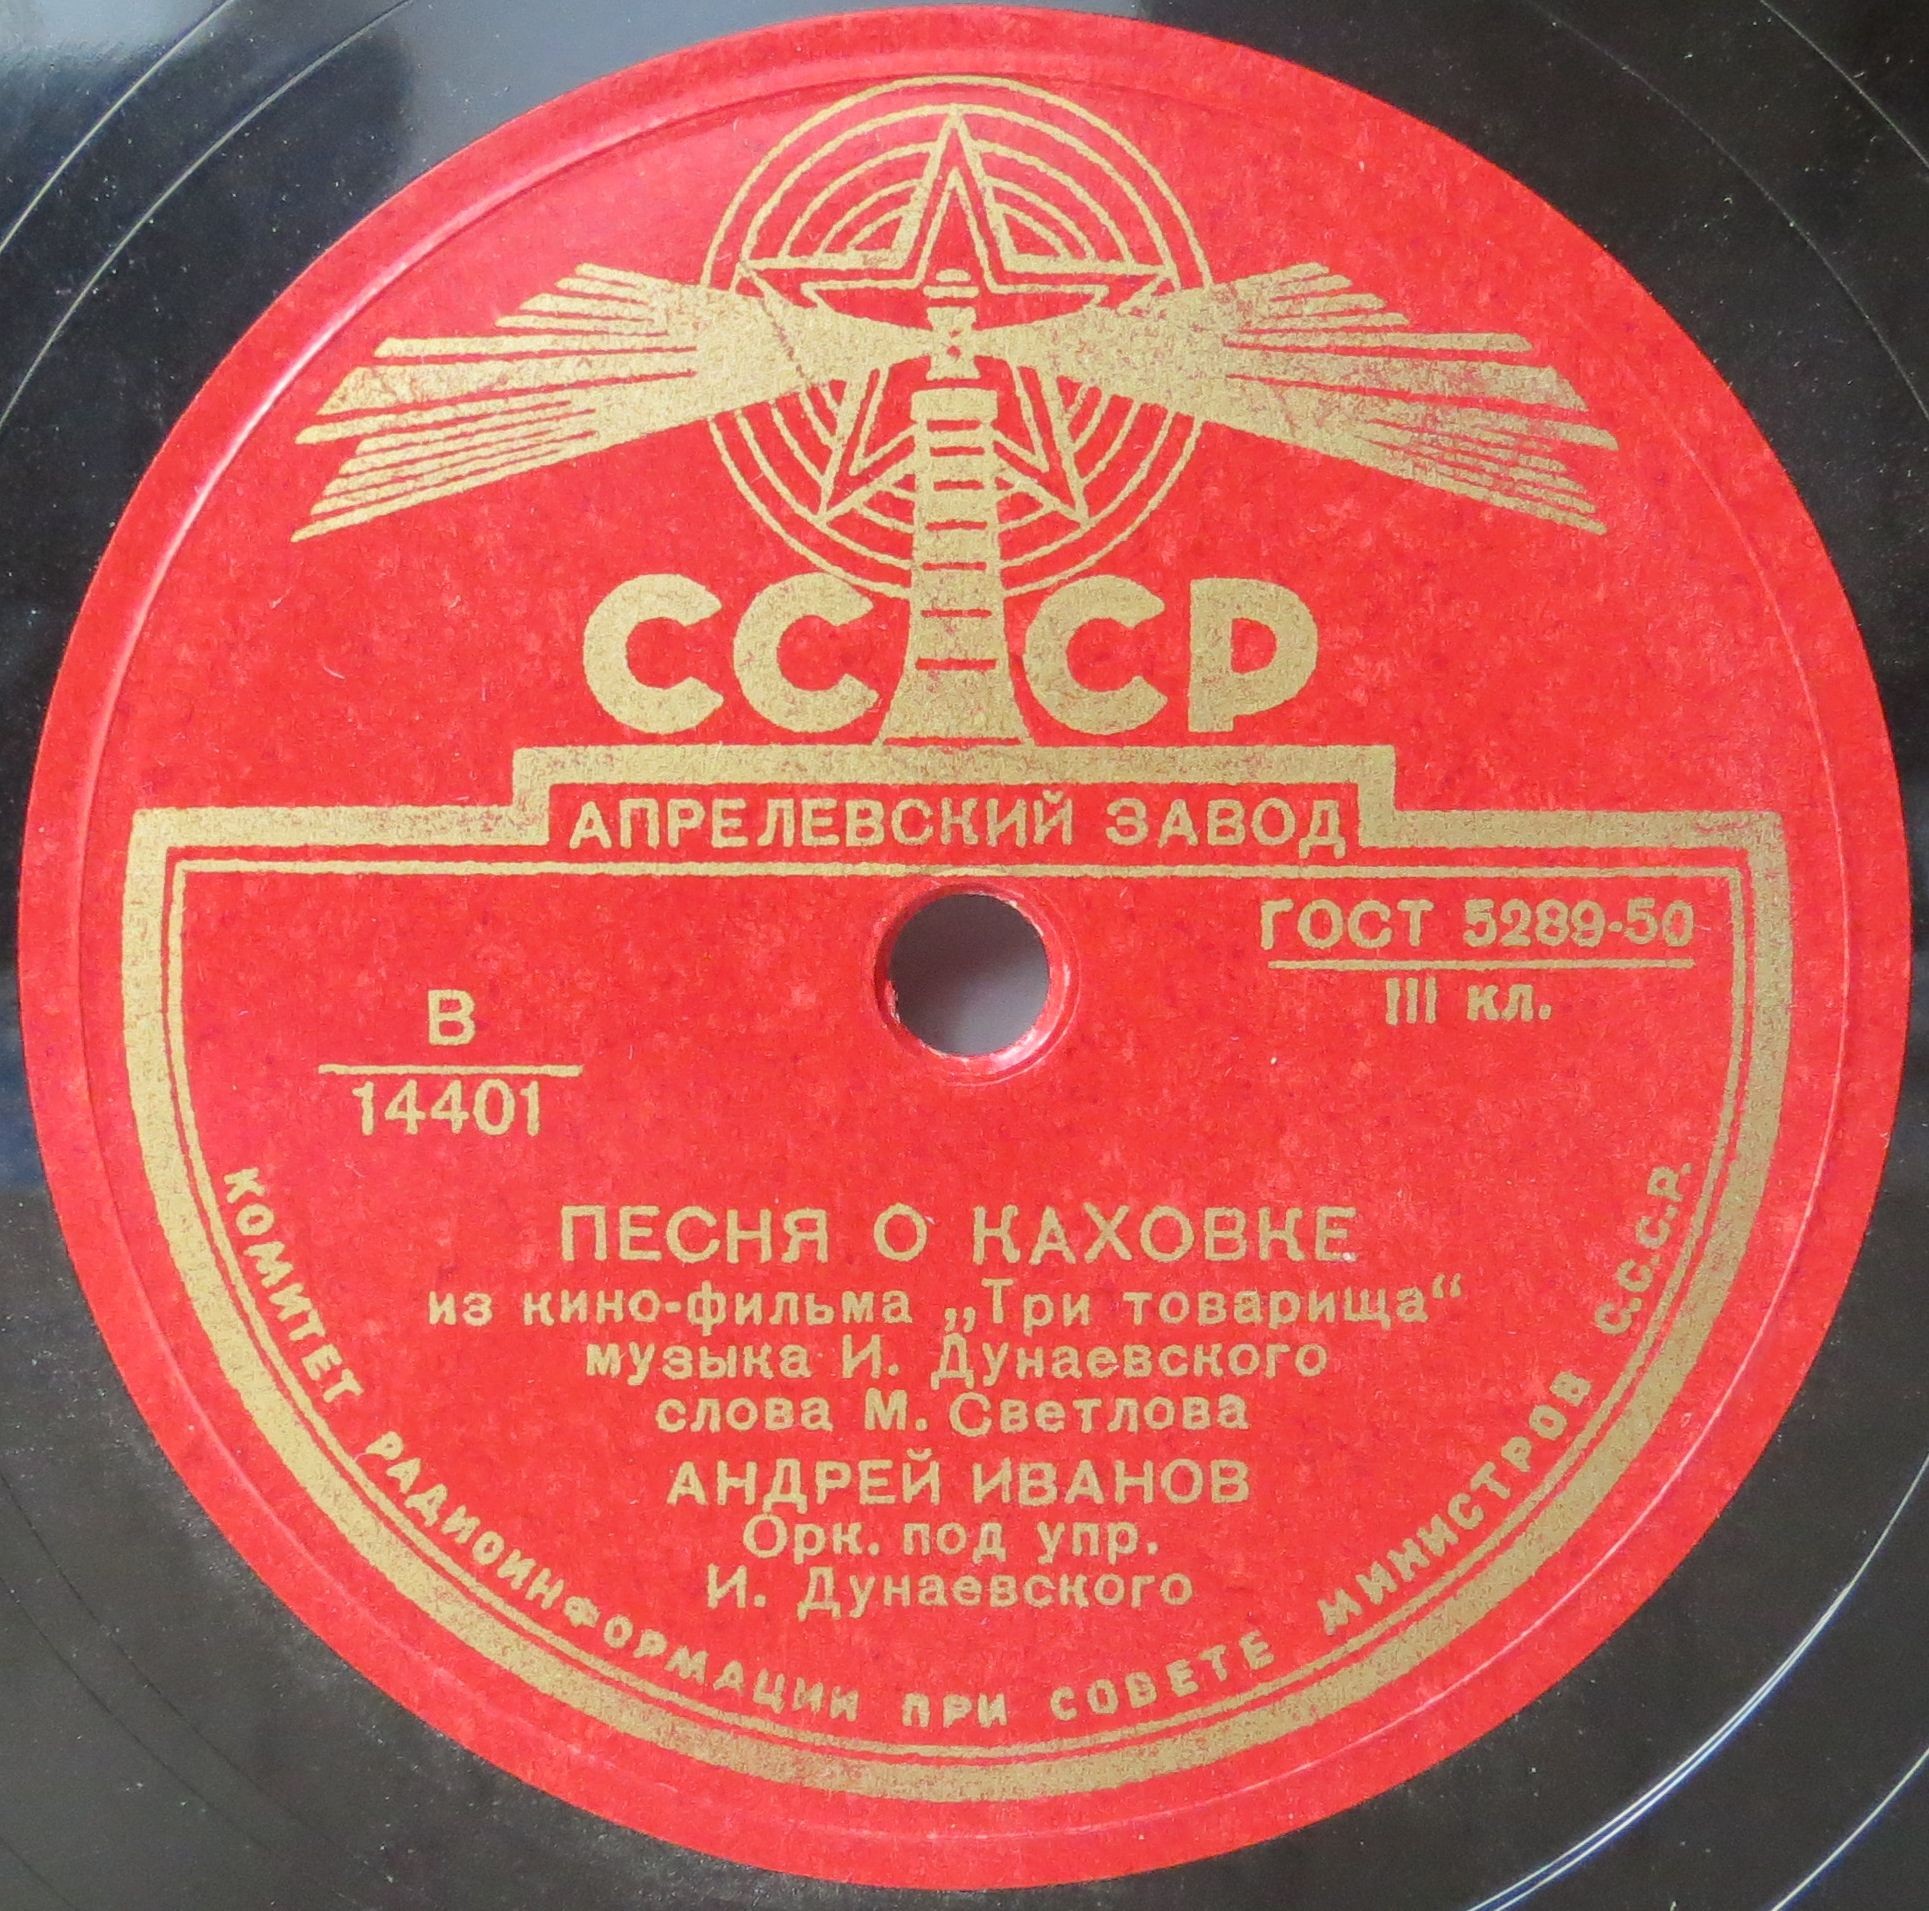 СССР
АПРЕЛЕВСКИЙ ЗАВОД
ГОСТ 5289-50
III кл.
В
14401
ПЕСНЯ О КАХОВКЕ
из кино-фильма „Три товарища“
музыка И. Дунаевского
слова М. Светлова
АНДРЕЙ ИВАНОВ
Орк. под упр.
И. Дунаевского
КОМИТЕТ РАДИОИНФОРМАЦИИ ПРИ СОВЕТЕ МИНИСТРОВ С.С.С.Р.